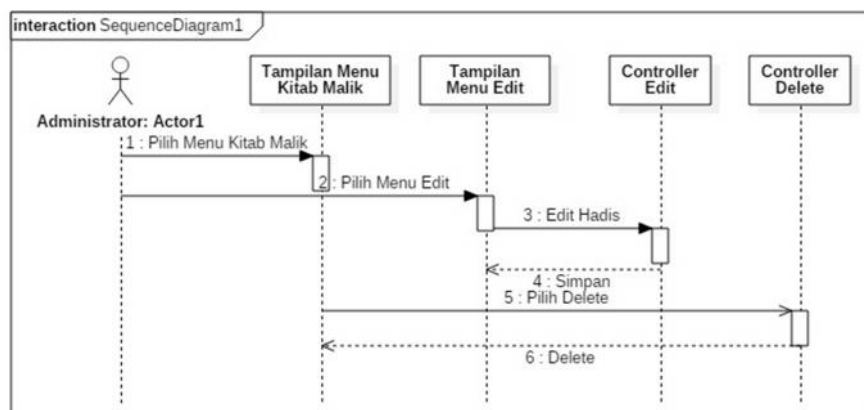 interaction SequenceDiagram1
Tampilan Menu
Kitab Malik
Tampilan
Menu Edit
Controller
Edit
Controller
Delete
Administrator: Actor1
1 : Pilih Menu Kitab Malik
2 : Pilih Menu Edit
3 : Edit Hadis
4 : Simpan
5 : Pilih Delete
6 : Delete